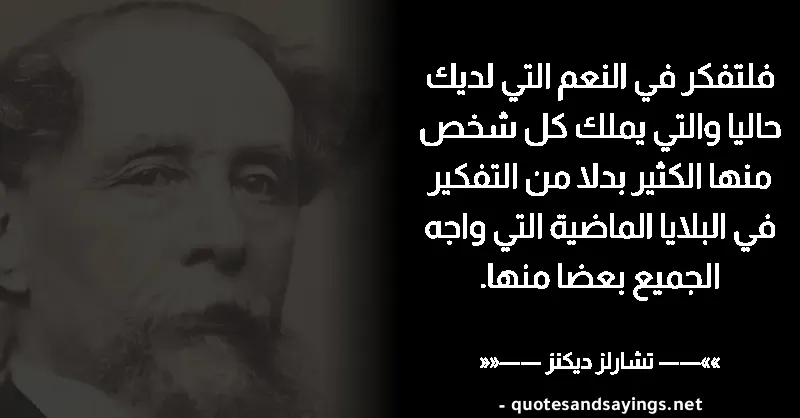 فلتفكر في النعم التي لديك
حاليا والتي يملك كل شخص
منها الكثير بدلا من التفكير
في البلايا الماضية التي واجه
الجميع بعضا منها.
»»—— تشارلز ديكنز ——««
- quotesandsayings.net